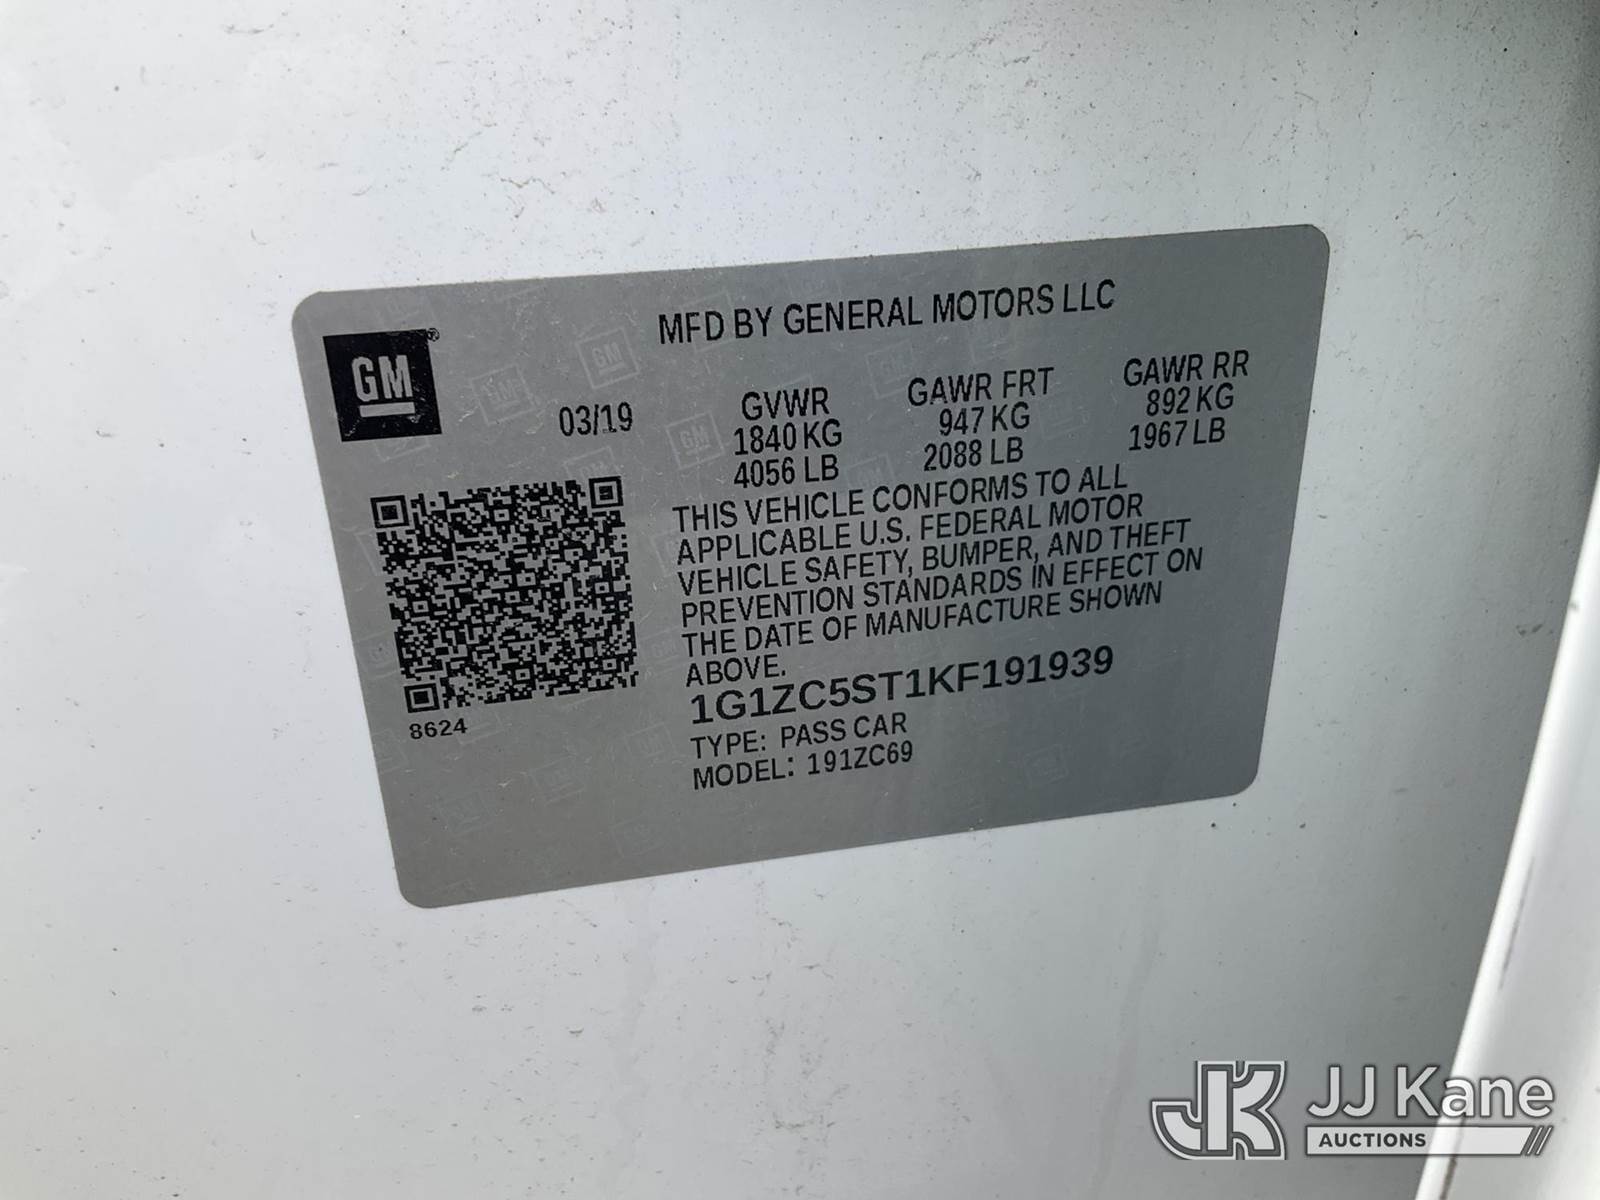 MFD BY GENERAL MOTORS LLC
GM®
03/19
GVWR
1840 KG
4056 LB
GAWR FRT
947 KG
2088 LB
GAWR RR
892 KG
1967 LB
THIS VEHICLE CONFORMS TO ALL
APPLICABLE U.S. FEDERAL MOTOR
VEHICLE SAFETY, BUMPER, AND THEFT
PREVENTION STANDARDS IN EFFECT ON
THE DATE OF MANUFACTURE SHOWN
ABOVE.
1G1ZC5ST1KF191939
TYPE: PASS CAR
MODEL: 191ZC69
8624
JK JJ Kane
AUCTIONS